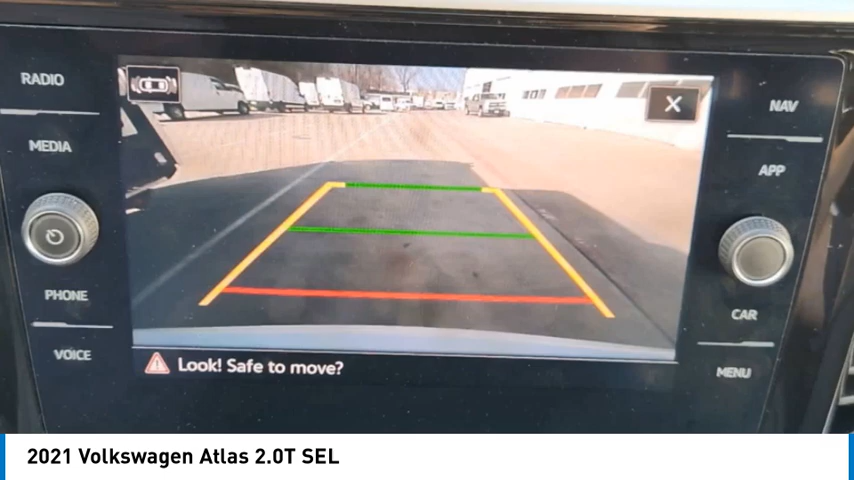 RADIO
MEDIA
PHONE
VOICE
X
NAV
APP
CAR
MENU
Look! Safe to move?
2021 Volkswagen Atlas 2.0T SEL